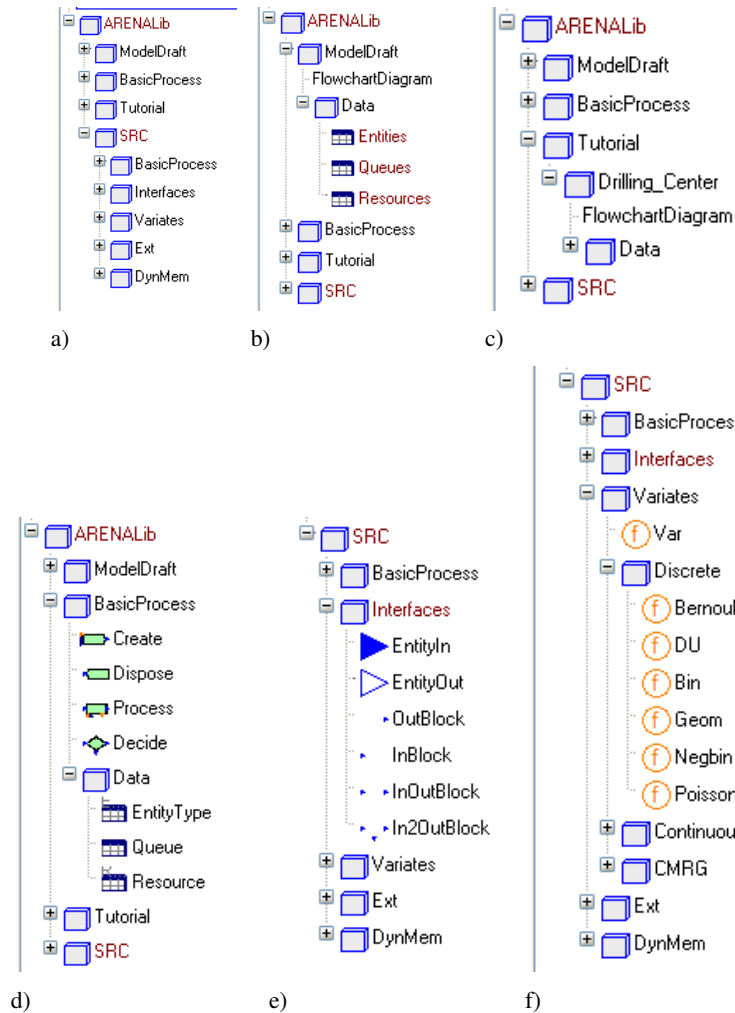 ARENALib
ModelDraft
BasicProcess
Tutorial
SRC
BasicProcess
Interfaces
Variates
Ext
DynMem
a)
ARENALib
ModelDraft
FlowchartDiagram
Data
Entities
Queues
Resources
BasicProcess
Tutorial
SRC
b)
ARENALib
ModelDraft
BasicProcess
Tutorial
Drilling_Center
FlowchartDiagram
Data
SRC
c)
ARENALib
ModelDraft
BasicProcess
Create
Dispose
Process
Decide
Data
EntityType
Queue
Resource
Tutorial
SRC
d)
SRC
BasicProcess
Interfaces
EntityIn
EntityOut
OutBlock
InBlock
InOutBlock
In2OutBlock
Variates
Ext
DynMem
e)
SRC
BasicProces
Interfaces
Variates
f Var
Discrete
f Bernoul
f DU
f Bin
f Geom
f Negbin
f Poisson
Continuou
CMRG
Ext
DynMem
f)